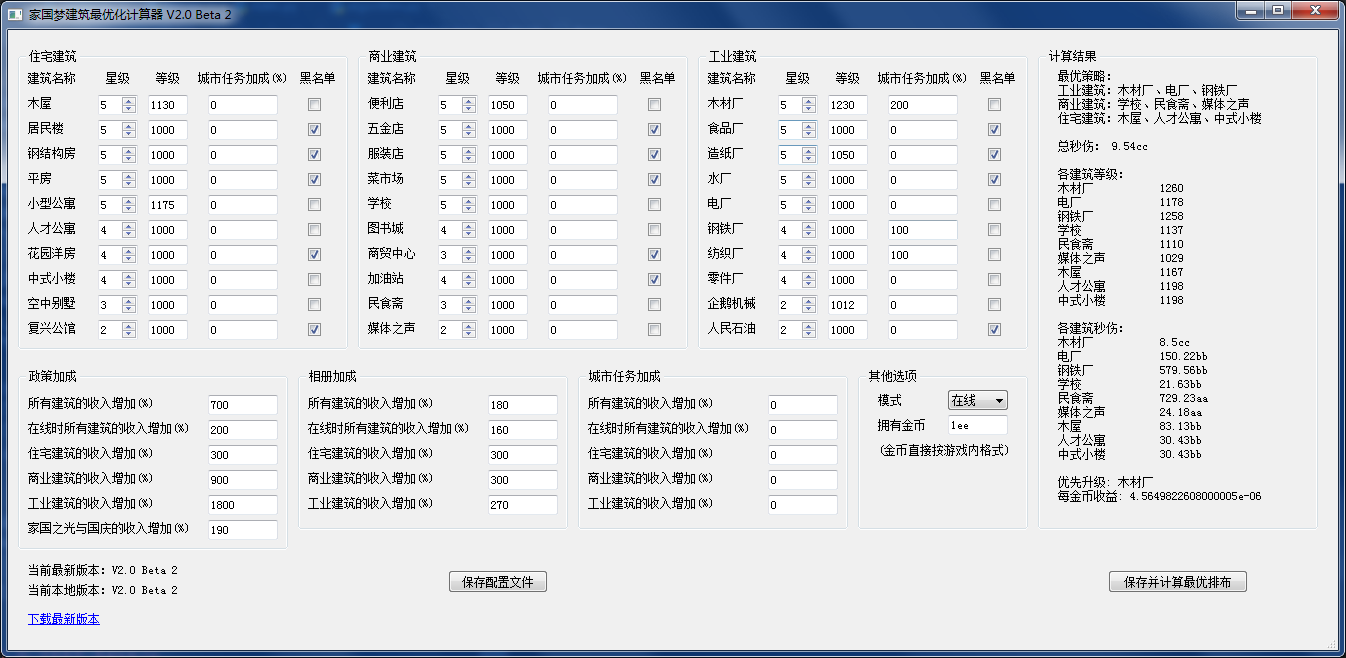 家国梦建筑最优化计算器 V2.0 Beta 2
住宅建筑
建筑名称 星级 等级 城市任务加成(%) 黑名单
木屋 5 1130 0
居民楼 5 1000 0
钢结构房 5 1000 0
平房 5 1000 0
小型公寓 5 1175 0
人才公寓 4 1000 0
花园洋房 4 1000 0
中式小楼 4 1000 0
空中别墅 3 1000 0
复兴公馆 2 1000 0
商业建筑
建筑名称 星级 等级 城市任务加成(%) 黑名单
便利店 5 1050 0
五金店 5 1000 0
服装店 5 1000 0
菜市场 5 1000 0
学校 5 1000 0
图书城 4 1000 0
商贸中心 3 1000 0
加油站 4 1000 0
民食斋 3 1000 0
媒体之声 2 1000 0
工业建筑
建筑名称 星级 等级 城市任务加成(%) 黑名单
木材厂 5 1230 200
食品厂 5 1000 0
造纸厂 5 1050 0
水厂 5 1000 0
电厂 5 1000 0
钢铁厂 4 1000 100
纺织厂 4 1000 100
零件厂 4 1000 0
企鹅机械 2 1012 0
人民石油 2 1000 0
计算结果
最优策略：
工业建筑：木材厂、电厂、钢铁厂
商业建筑：学校、民食斋、媒体之声
住宅建筑：木屋、人才公寓、中式小楼
总秒伤： 9.54cc
各建筑等级：
木材厂 1260
电厂 1178
钢铁厂 1258
学校 1137
民食斋 1110
媒体之声 1029
木屋 1167
人才公寓 1198
中式小楼 1198
各建筑秒伤：
木材厂 8.5cc
电厂 150.22bb
钢铁厂 579.56bb
学校 21.63bb
民食斋 729.23aa
媒体之声 24.18aa
木屋 83.13bb
人才公寓 30.43bb
中式小楼 30.43bb
优先升级：木材厂
每金币收益：4.5649822608000005e-06
政策加成
所有建筑的收入增加(%) 700
在线时所有建筑的收入增加(%) 200
住宅建筑的收入增加(%) 300
商业建筑的收入增加(%) 900
工业建筑的收入增加(%) 1800
家国之光与国庆的收入增加(%) 190
相册加成
所有建筑的收入增加(%) 180
在线时所有建筑的收入增加(%) 160
住宅建筑的收入增加(%) 300
商业建筑的收入增加(%) 300
工业建筑的收入增加(%) 270
城市任务加成
所有建筑的收入增加(%) 0
在线时所有建筑的收入增加(%) 0
住宅建筑的收入增加(%) 0
商业建筑的收入增加(%) 0
工业建筑的收入增加(%) 0
其他选项
模式 在线
拥有金币 1ee
(金币直接按游戏内格式)
当前最新版本：V2.0 Beta 2
当前本地版本：V2.0 Beta 2
下载最新版本
保存配置文件
保存并计算最优排布